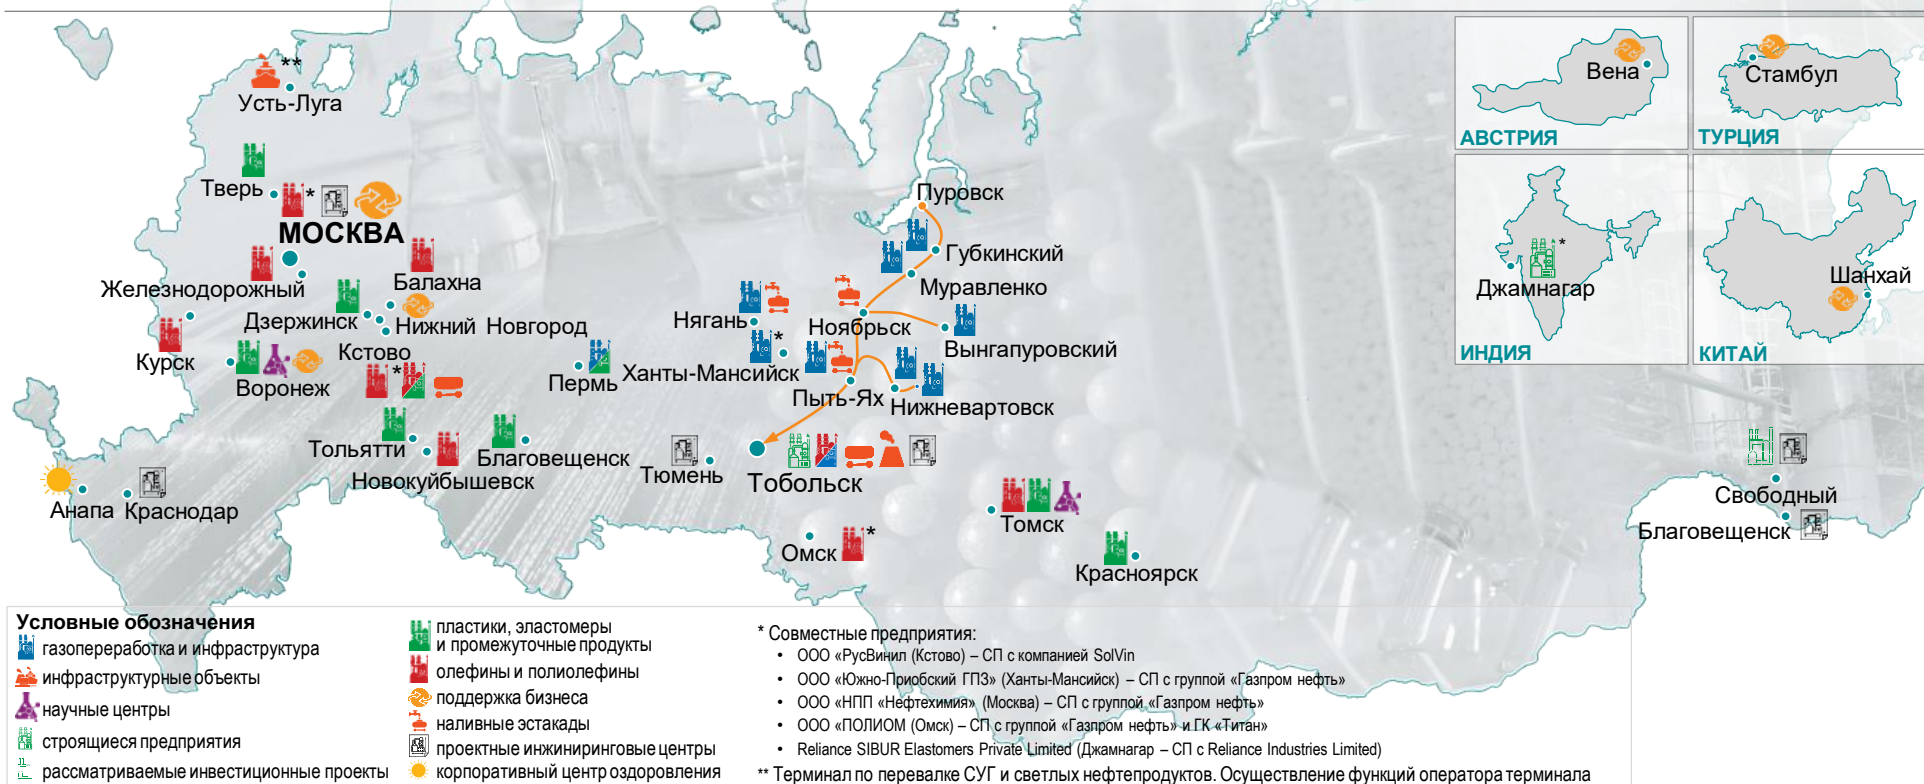 **
Усть-Луга
Тверь
*
МОСКВА
Балахна
Железнодорожный
Дзержинск
Нижний Новгород
Курск
Кстово
Воронеж
*
Пермь
Тольятти
Новокуйбышевск
Благовещенск
Анапа
Краснодар
Пуровск
Губкинский
Муравленко
Нягань
Ноябрьск
*
Вынгапуровский
Ханты-Мансийск
Пыть-Ях
Нижневартовск
Тюмень
Тобольск
Томск
Омск
*
Красноярск
Свободный
Благовещенск
Вена
АВСТРИЯ
Стамбул
ТУРЦИЯ
*
Джамнагар
ИНДИЯ
Шанхай
КИТАЙ
Условные обозначения
газопереработка и инфраструктура
инфраструктурные объекты
научные центры
строящиеся предприятия
рассматриваемые инвестиционные проекты
пластики, эластомеры
и промежуточные продукты
олефины и полиолефины
поддержка бизнеса
наливные эстакады
проектные инжиниринговые центры
корпоративный центр оздоровления
* Совместные предприятия:
• ООО «РусВинил (Кстово) – СП с компанией SolVin
• ООО «Южно-Приобский ГПЗ» (Ханты-Мансийск) – СП с группой «Газпром нефть»
• ООО «НПП «Нефтехимия» (Москва) – СП с группой «Газпром нефть»
• ООО «ПОЛИОМ (Омск) – СП с группой «Газпром нефть» и ГК «Титан»
• Reliance SIBUR Elastomers Private Limited (Джамнагар – СП с Reliance Industries Limited)
** Терминал по перевалке СУГ и светлых нефтепродуктов. Осуществление функций оператора терминала